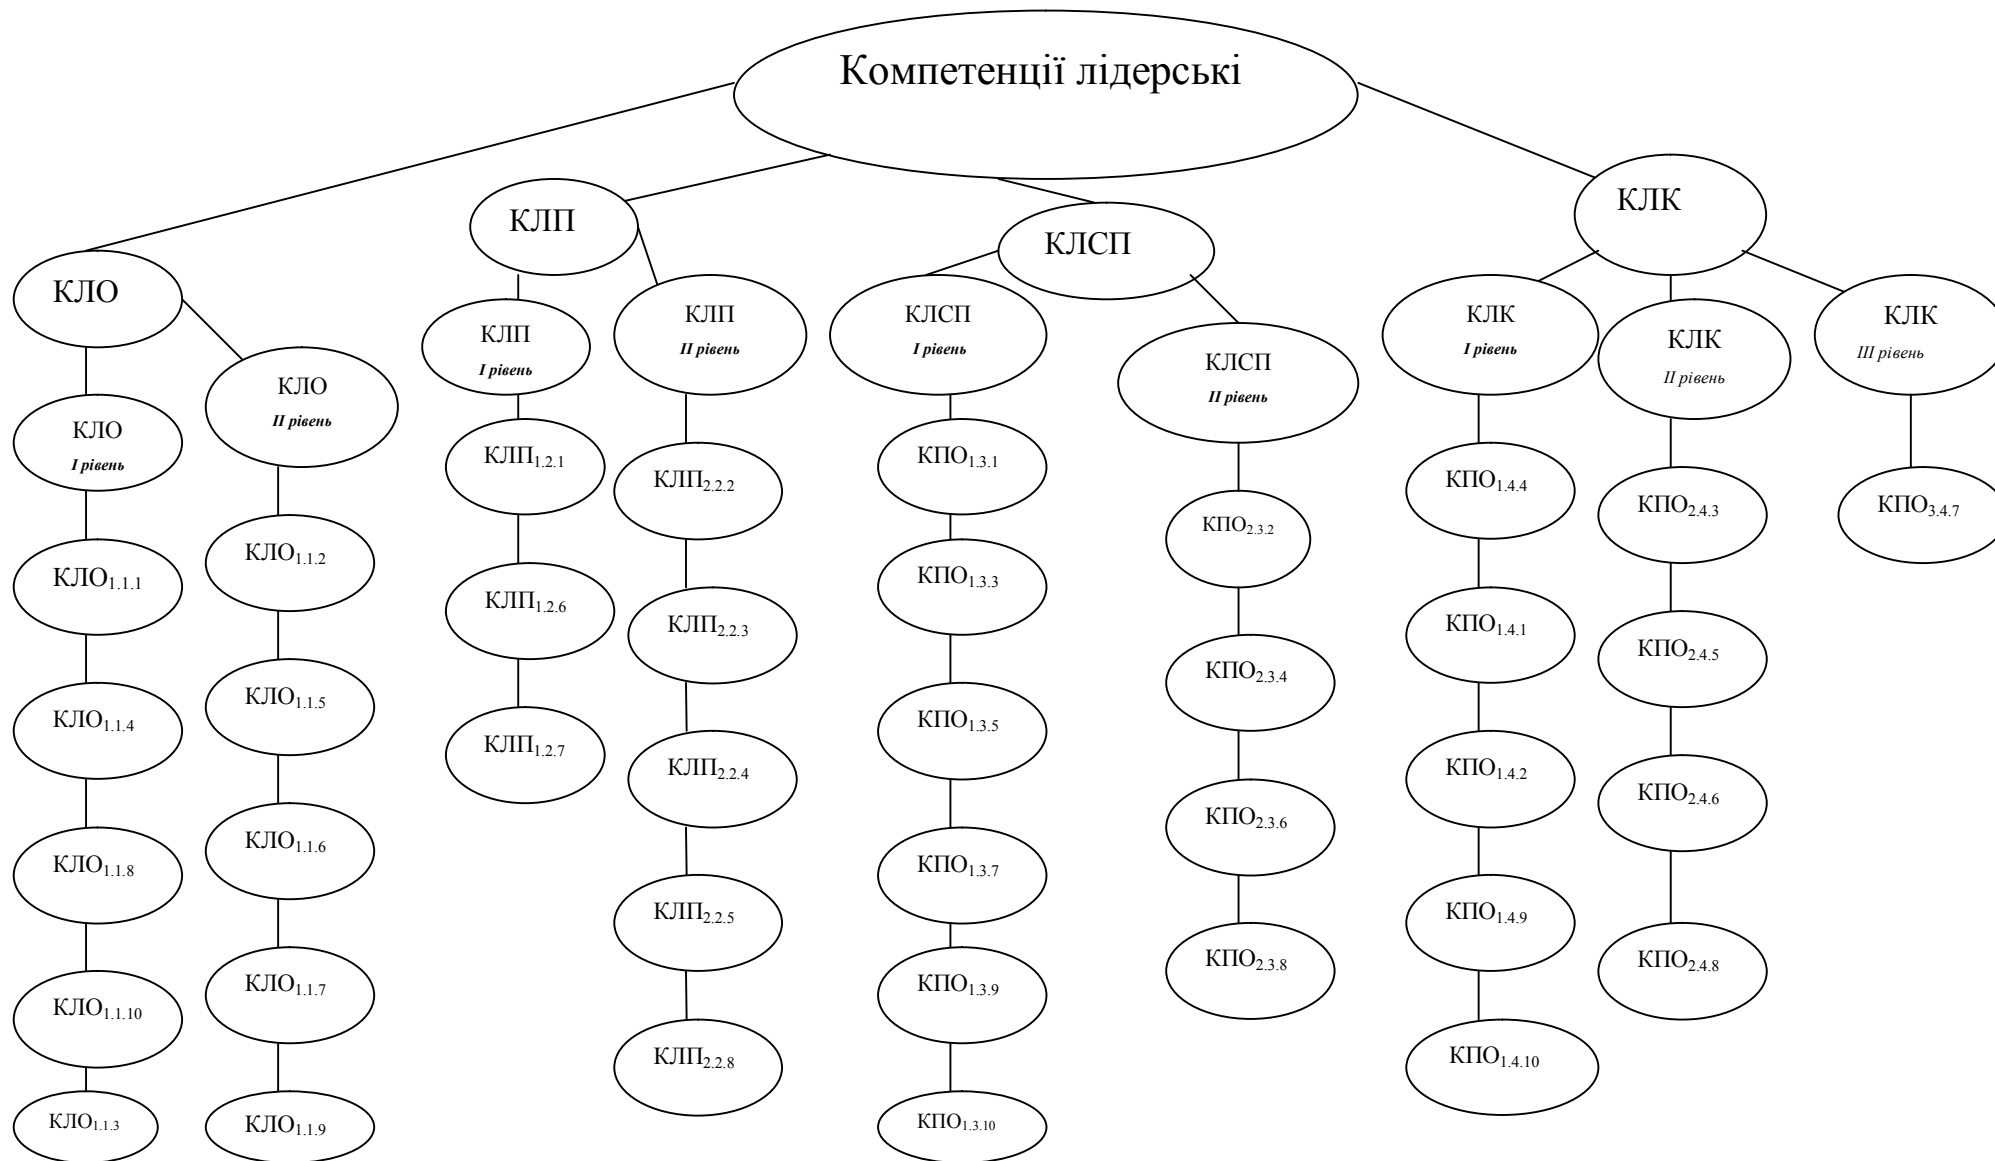 Компетенції лідерські
КЛО
КЛО
I рівень
КЛО1.1.1
КЛО1.1.4
КЛО1.1.8
КЛО1.1.10
КЛО1.1.3
КЛО
II рівень
КЛО1.1.2
КЛО1.1.5
КЛО1.1.6
КЛО1.1.7
КЛО1.1.9
КЛП
КЛП
I рівень
КЛП1.2.1
КЛП1.2.6
КЛП1.2.7
КЛП
II рівень
КЛП2.2.2
КЛП2.2.3
КЛП2.2.4
КЛП2.2.5
КЛП2.2.8
КЛСП
КЛСП
I рівень
КПО1.3.1
КПО1.3.3
КПО1.3.5
КПО1.3.7
КПО1.3.9
КПО1.3.10
КЛСП
II рівень
КПО2.3.2
КПО2.3.4
КПО2.3.6
КПО2.3.8
КЛК
КЛК
I рівень
КПО1.4.4
КПО1.4.1
КПО1.4.2
КПО1.4.9
КПО1.4.10
КЛК
II рівень
КПО2.4.3
КПО2.4.5
КПО2.4.6
КПО2.4.8
КЛК
III рівень
КПО3.4.7